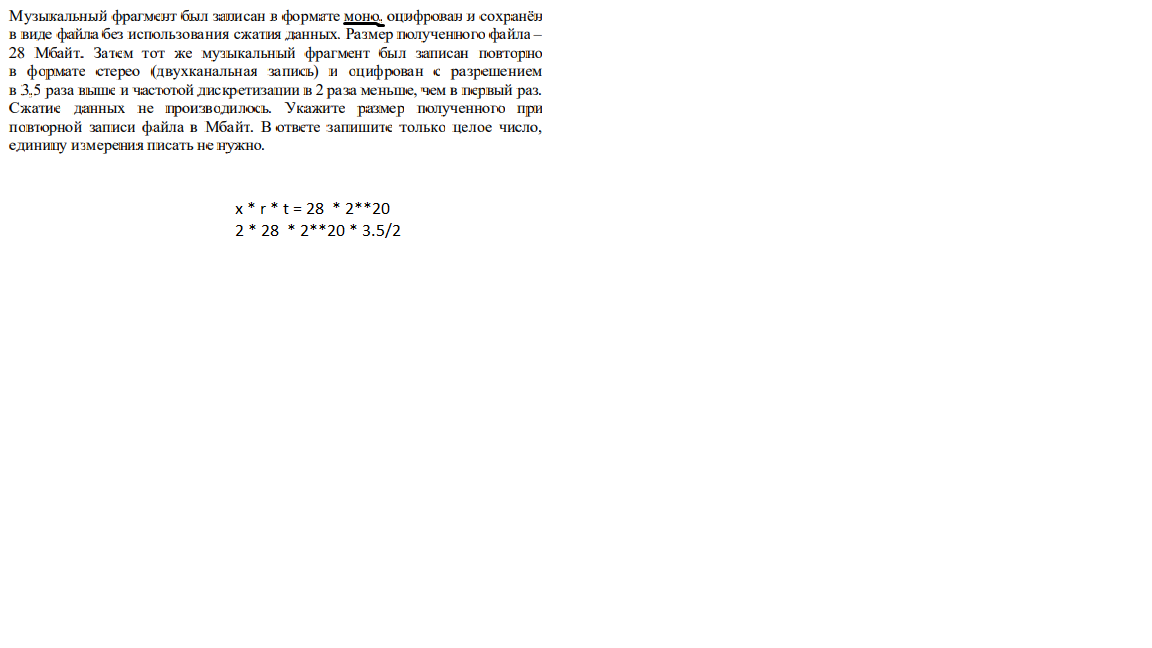 Музыкальный фрагмент был записан в формате моно, оцифрован и сохранён
в виде файла без использования сжатия данных. Размер полученного файла –
28 Мбайт. Затем тот же музыкальный фрагмент был записан повторно
в формате стерео (двухканальная запись) и оцифрован с разрешением
в 3,5 раза выше и частотой дискретизации в 2 раза меньше, чем в первый раз.
Сжатие данных не производилось. Укажите размер полученного при
повторной записи файла в Мбайт. В ответе запишите только целое число,
единицу измерения писать не нужно.
x * r * t = 28 * 2**20
2 * 28 * 2**20 * 3.5/2